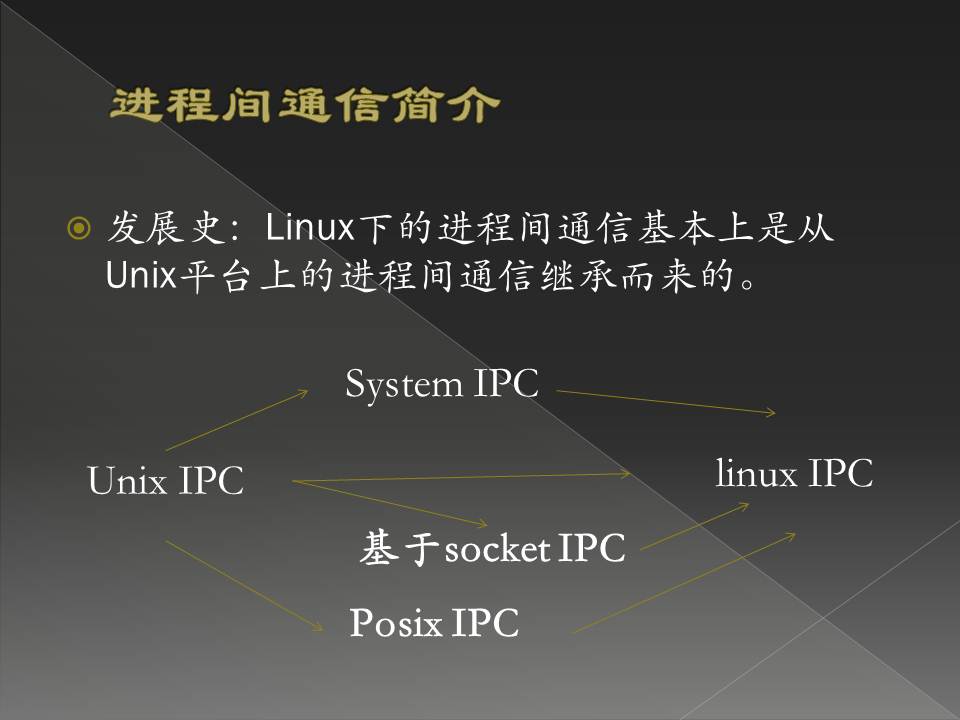 进程间通信简介
发展史：Linux下的进程间通信基本上是从
Unix平台上的进程间通信继承而来的。
System IPC
Unix IPC
linux IPC
基于socket IPC
Posix IPC